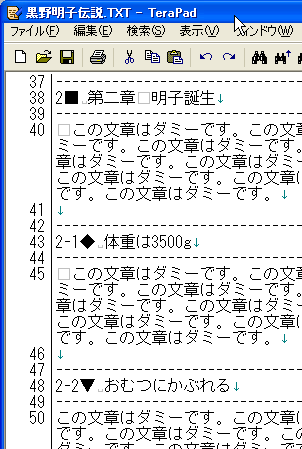 黒野明子伝説.TXT - TeraPad
ファイル(F) 編集(E) 検索(S) 表示(V) ウィンドウ(W)
37 --------------------------------
38 2■ 第二章□明子誕生↓
39 --------------------------------
40 □この文章はダミーです。この文章
ミーです。この文章はダミーです。この文
章はダミーです。この文章はダミーです。
この文章はダミーです。この文章はダミー
です。この文章はダミーです。↓
41 ↓
42 --------------------------------
43 2-1◆ 体重は3500g↓
44 --------------------------------
45 □この文章はダミーです。この文章
ミーです。この文章はダミーです。この文
章はダミーです。この文章はダミーです。
この文章はダミーです。この文章はダミー
です。この文章はダミーです。↓
46 ↓
47 --------------------------------
48 2-2▼ おむつにかぶれる↓
49 --------------------------------
50 この文章はダミーです。この文章は
です。この文章はダミーです。この